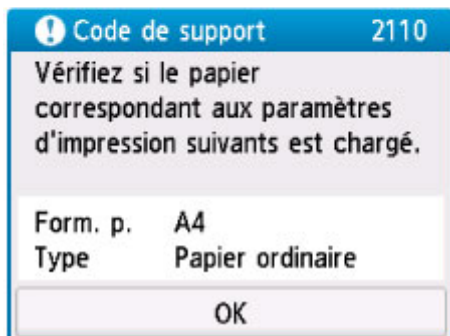 Code de support 2110
Vérifiez si le papier
correspondant aux paramètres
d'impression suivants est chargé.
Form. p. A4
Type Papier ordinaire
OK